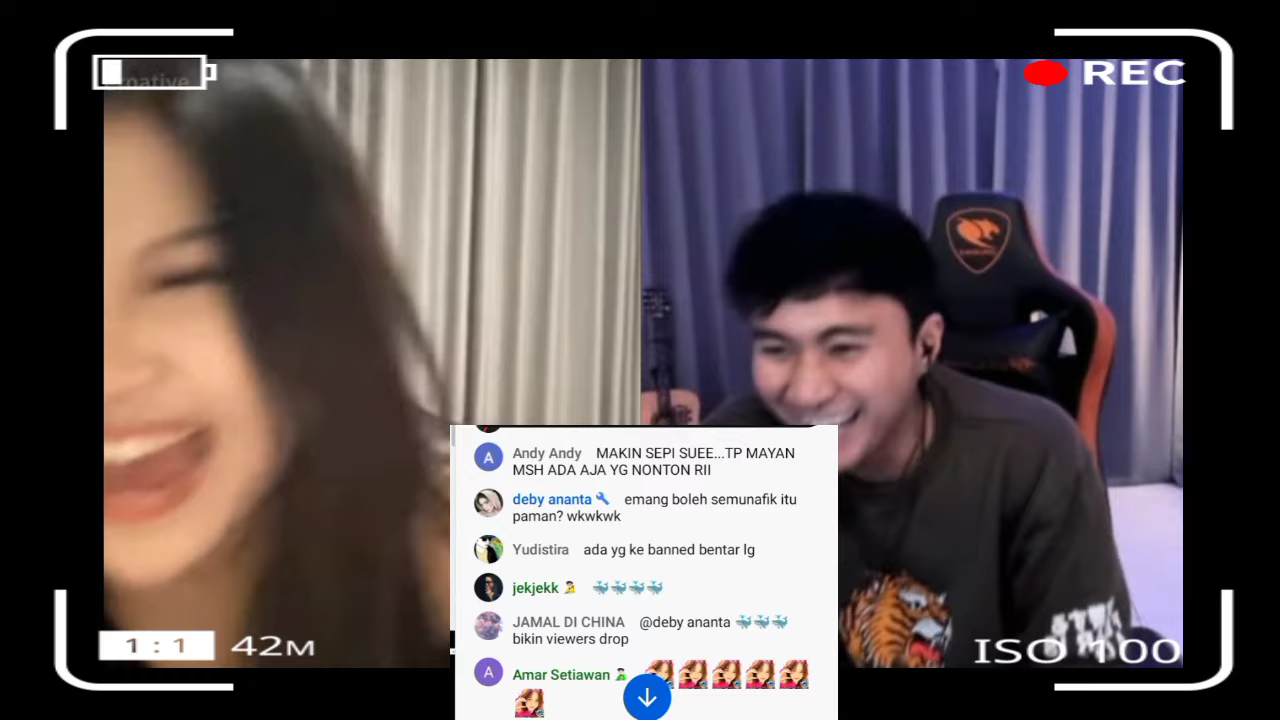 REC
Andy Andy MAKIN SEPI SUEE...TP MAYAN
MSH ADA AJA YG NONTON RII
deby ananta emang boleh semunafik itu
paman? wkwkwk
Yudistira ada yg ke banned bentar lg
jekjekk
JAMAL DI CHINA @deby ananta
bikin viewers drop
A Amar Setiawan
1 : 1 42M
ISO 100